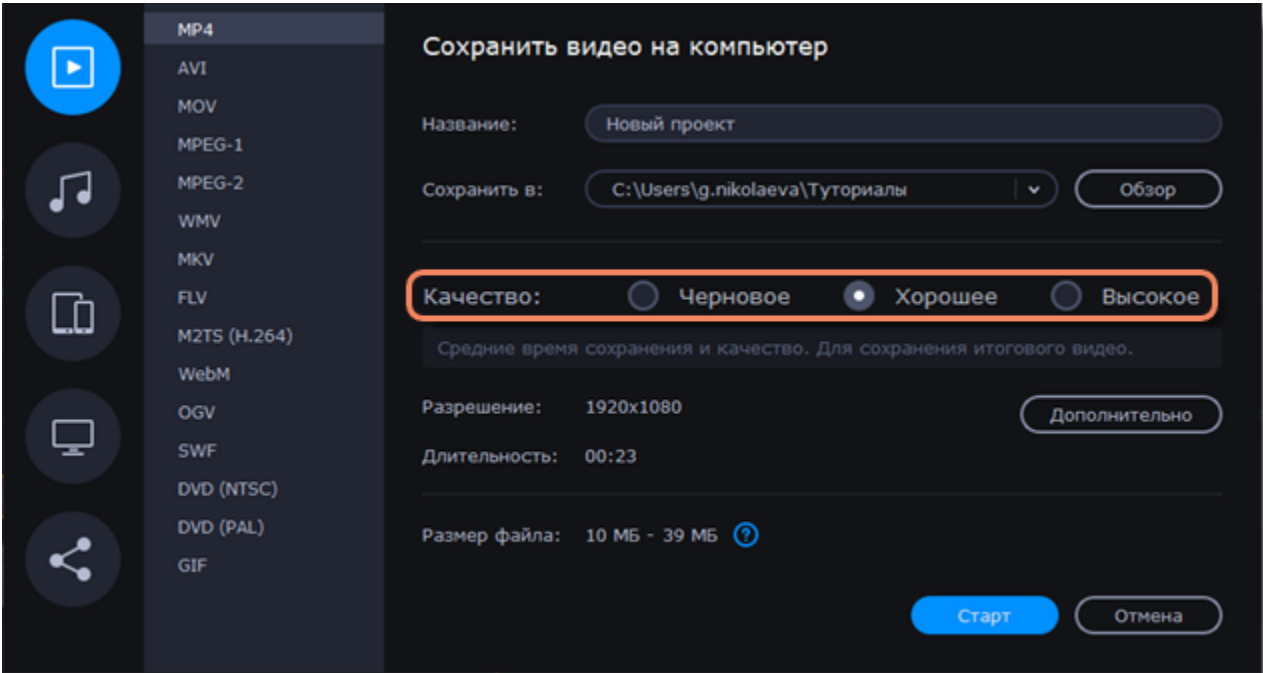 MP4
AVI
MOV
MPEG-1
MPEG-2
WMV
MKV
FLV
M2TS (H.264)
WebM
OGV
SWF
DVD (NTSC)
DVD (PAL)
GIF
Сохранить видео на компьютер
Название: Новый проект
Сохранить в: C:\Users\g.nikolaeva\Туториалы Обзор
Качество: Черновое Хорошее Высокое
Средние время сохранения и качество. Для сохранения итогового видео.
Разрешение: 1920x1080 Дополнительно
Длительность: 00:23
Размер файла: 10 МБ - 39 МБ ?
Старт Отмена